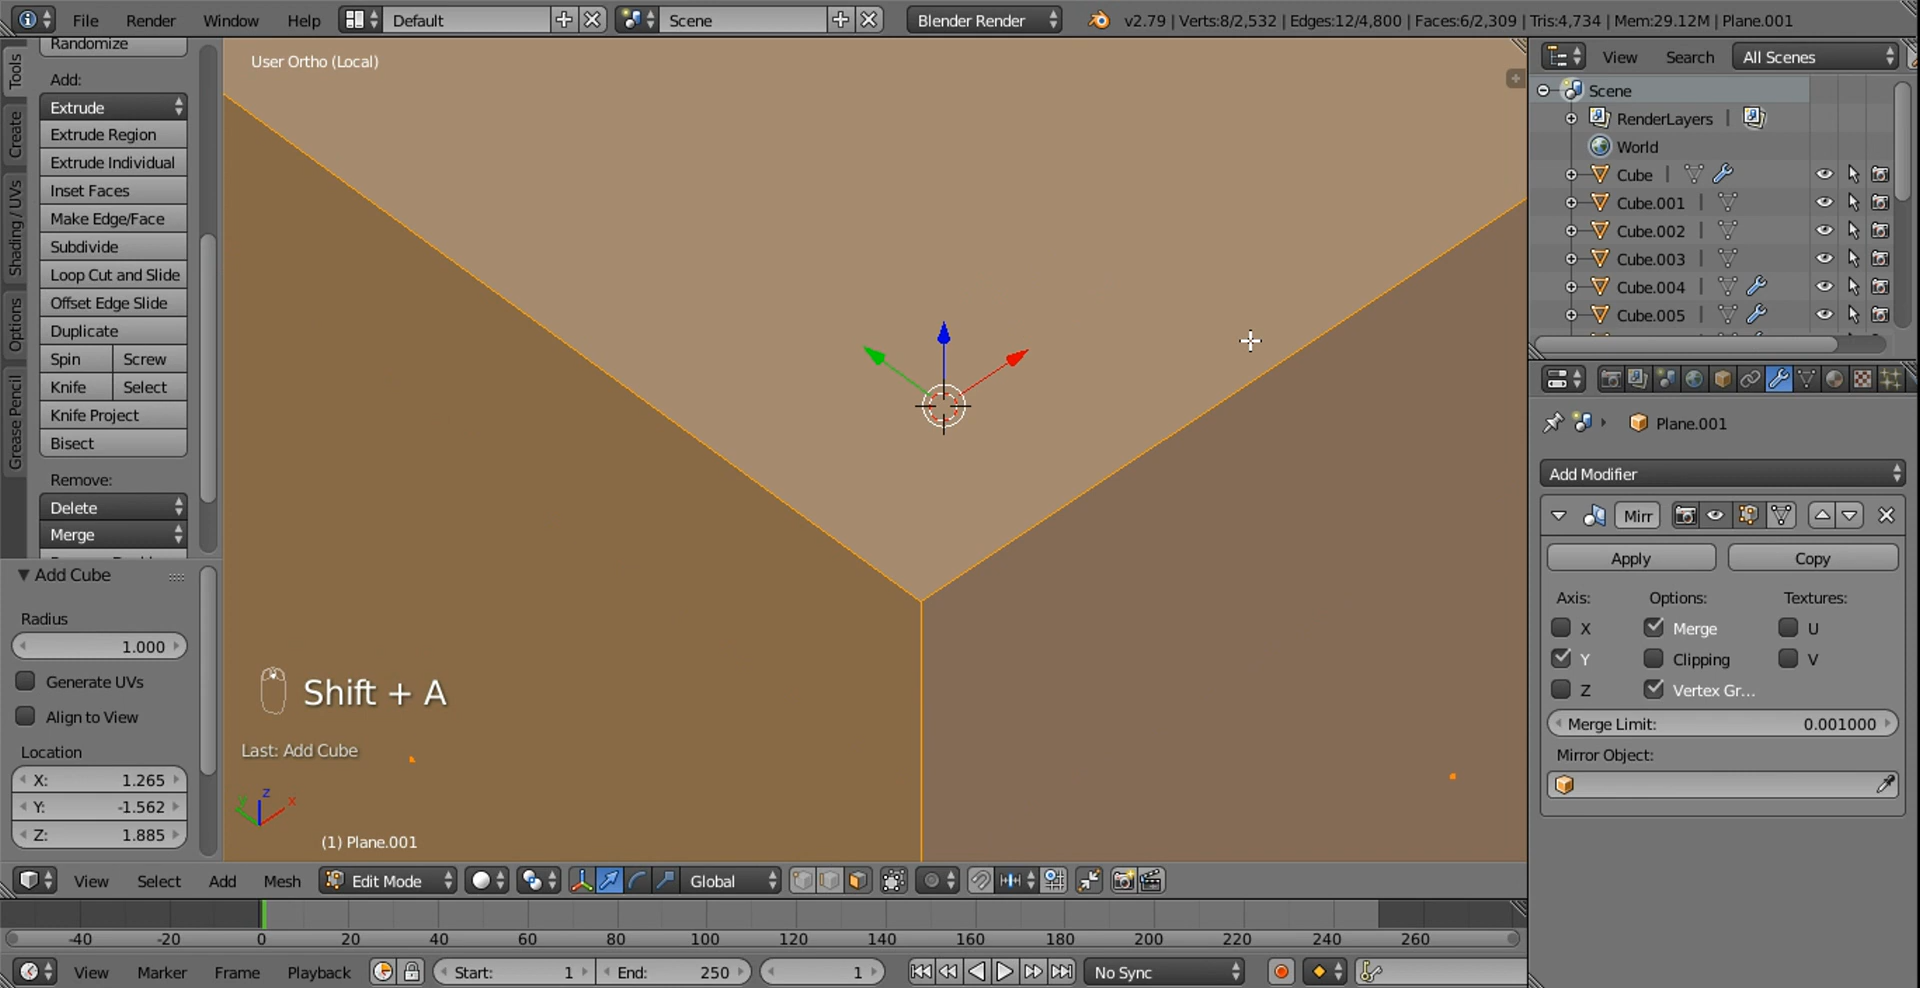 File Render Window Help Default Scene Blender Render v2.79 | Verts:8/2,532 | Edges:12/4,800 | Faces:6/2,309 | Tris:4,734 | Mem:29.12M | Plane.001
Tools
Create
Shading / UVs
Options
Grease Pencil
Randomize
Add:
Extrude
Extrude Region
Extrude Individual
Inset Faces
Make Edge/Face
Subdivide
Loop Cut and Slide
Offset Edge Slide
Duplicate
Spin Screw
Knife Select
Knife Project
Bisect
Remove:
Delete
Merge
Add Cube
Radius
1.000
Generate UVs
Align to View
Location
X: 1.265
Y: -1.562
Z: 1.885
User Ortho (Local)
Shift + A
Last: Add Cube
z
x
y
(1) Plane.001
View Search All Scenes
Scene
RenderLayers |
World
Cube |
Cube.001 |
Cube.002 |
Cube.003 |
Cube.004 |
Cube.005 |
Plane.001
Add Modifier
Mirr
Apply Copy
Axis: Options: Textures:
X Merge U
Y Clipping V
Z Vertex Gr...
Merge Limit: 0.001000
Mirror Object:
View Select Add Mesh Edit Mode Global
-40 -20 0 20 40 60 80 100 120 140 160 180 200 220 240 260
View Marker Frame Playback Start: 1 End: 250 1 No Sync